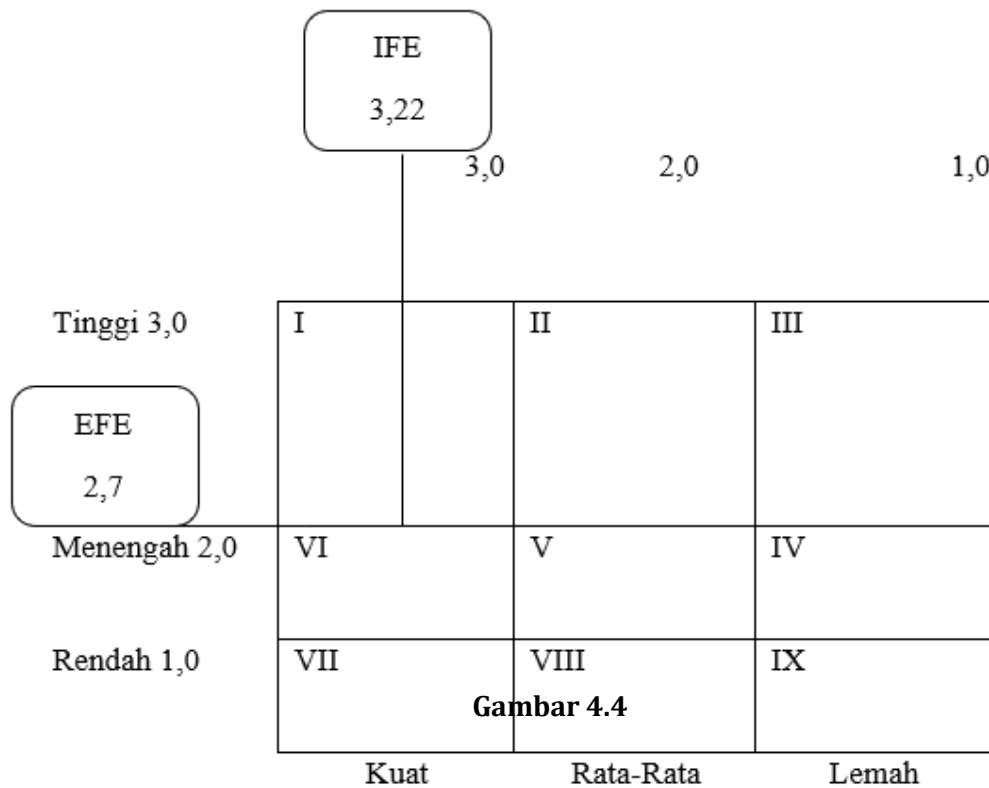 IFE
3,22
3,0 2,0 1,0
Tinggi 3,0 I II III
EFE
2,7
Menengah 2,0 VI V IV
Rendah 1,0 VII VIII IX
Gambar 4.4
Kuat Rata-Rata Lemah